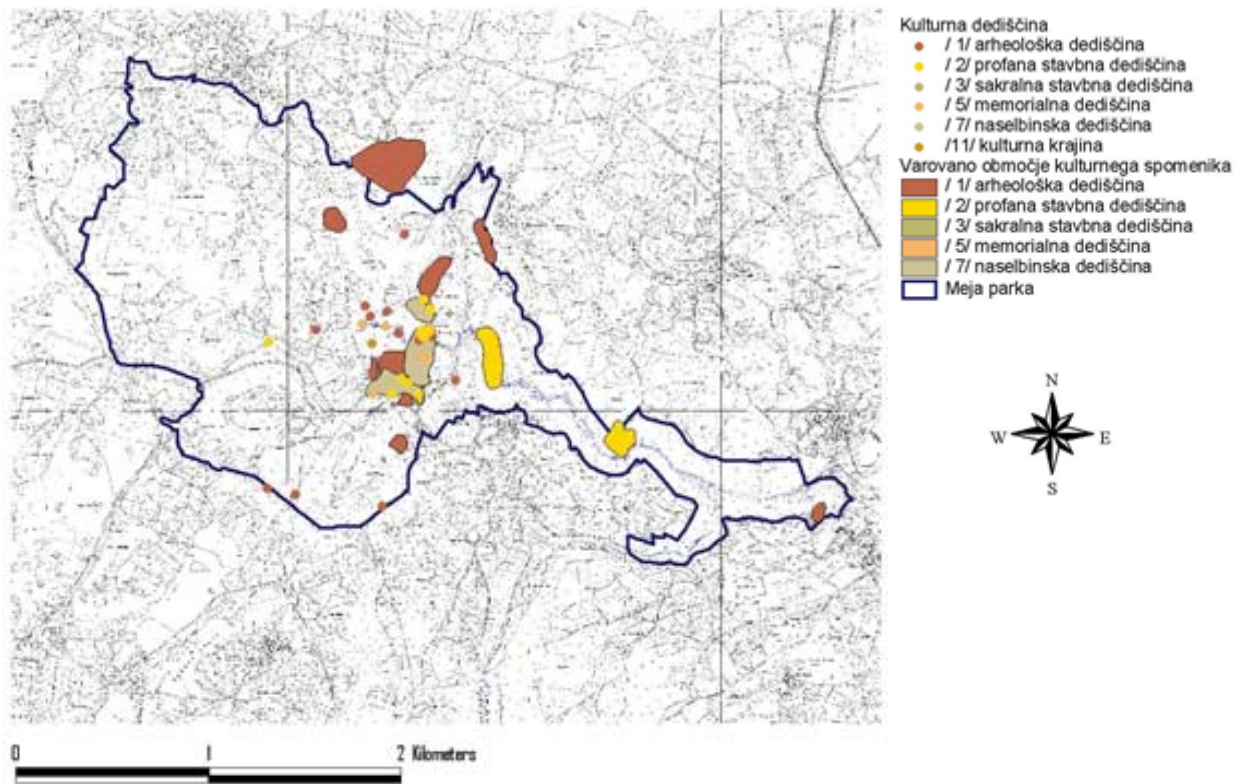 Kulturna dediščina
/ 1/ arheološka dediščina
/ 2/ profana stavbna dediščina
/ 3/ sakralna stavbna dediščina
/ 5/ memorialna dediščina
/ 7/ naselbinska dediščina
/11/ kulturna krajina
Varovano območje kulturnega spomenika
/ 1/ arheološka dediščina
/ 2/ profana stavbna dediščina
/ 3/ sakralna stavbna dediščina
/ 5/ memorialna dediščina
/ 7/ naselbinska dediščina
Meja parka
N
W E
S
0 1 2 Kilometers